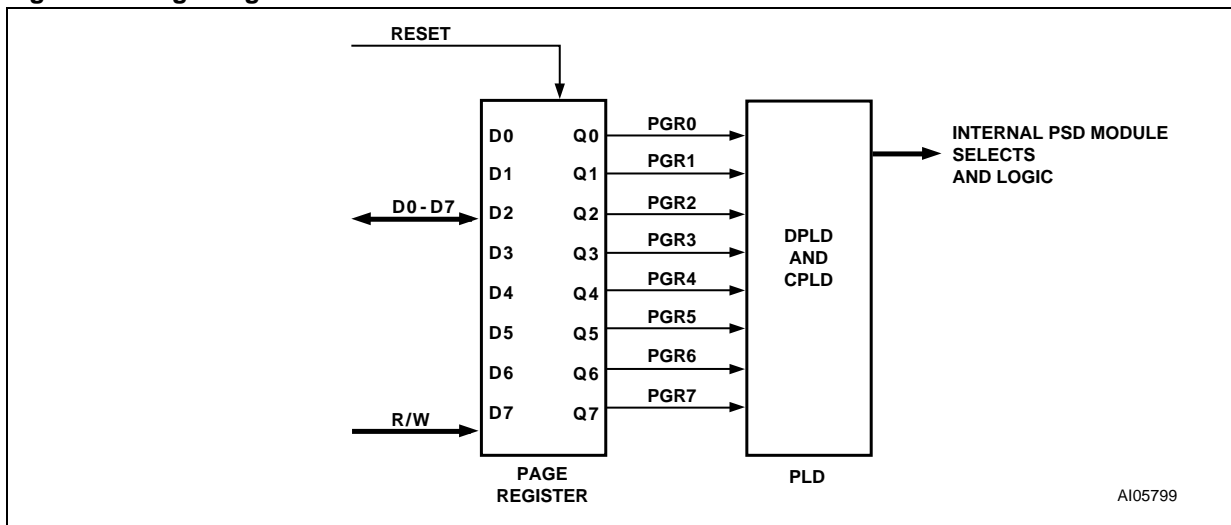 RESET
D0 Q0 PGR0
D1 Q1 PGR1
D0-D7 D2 Q2 PGR2
D3 Q3 PGR3
D4 Q4 PGR4
D5 Q5 PGR5
D6 Q6 PGR6
R/W D7 Q7 PGR7
DPLD
AND
CPLD
INTERNAL PSD MODULE
SELECTS
AND LOGIC
PAGE
REGISTER
PLD
AI05799